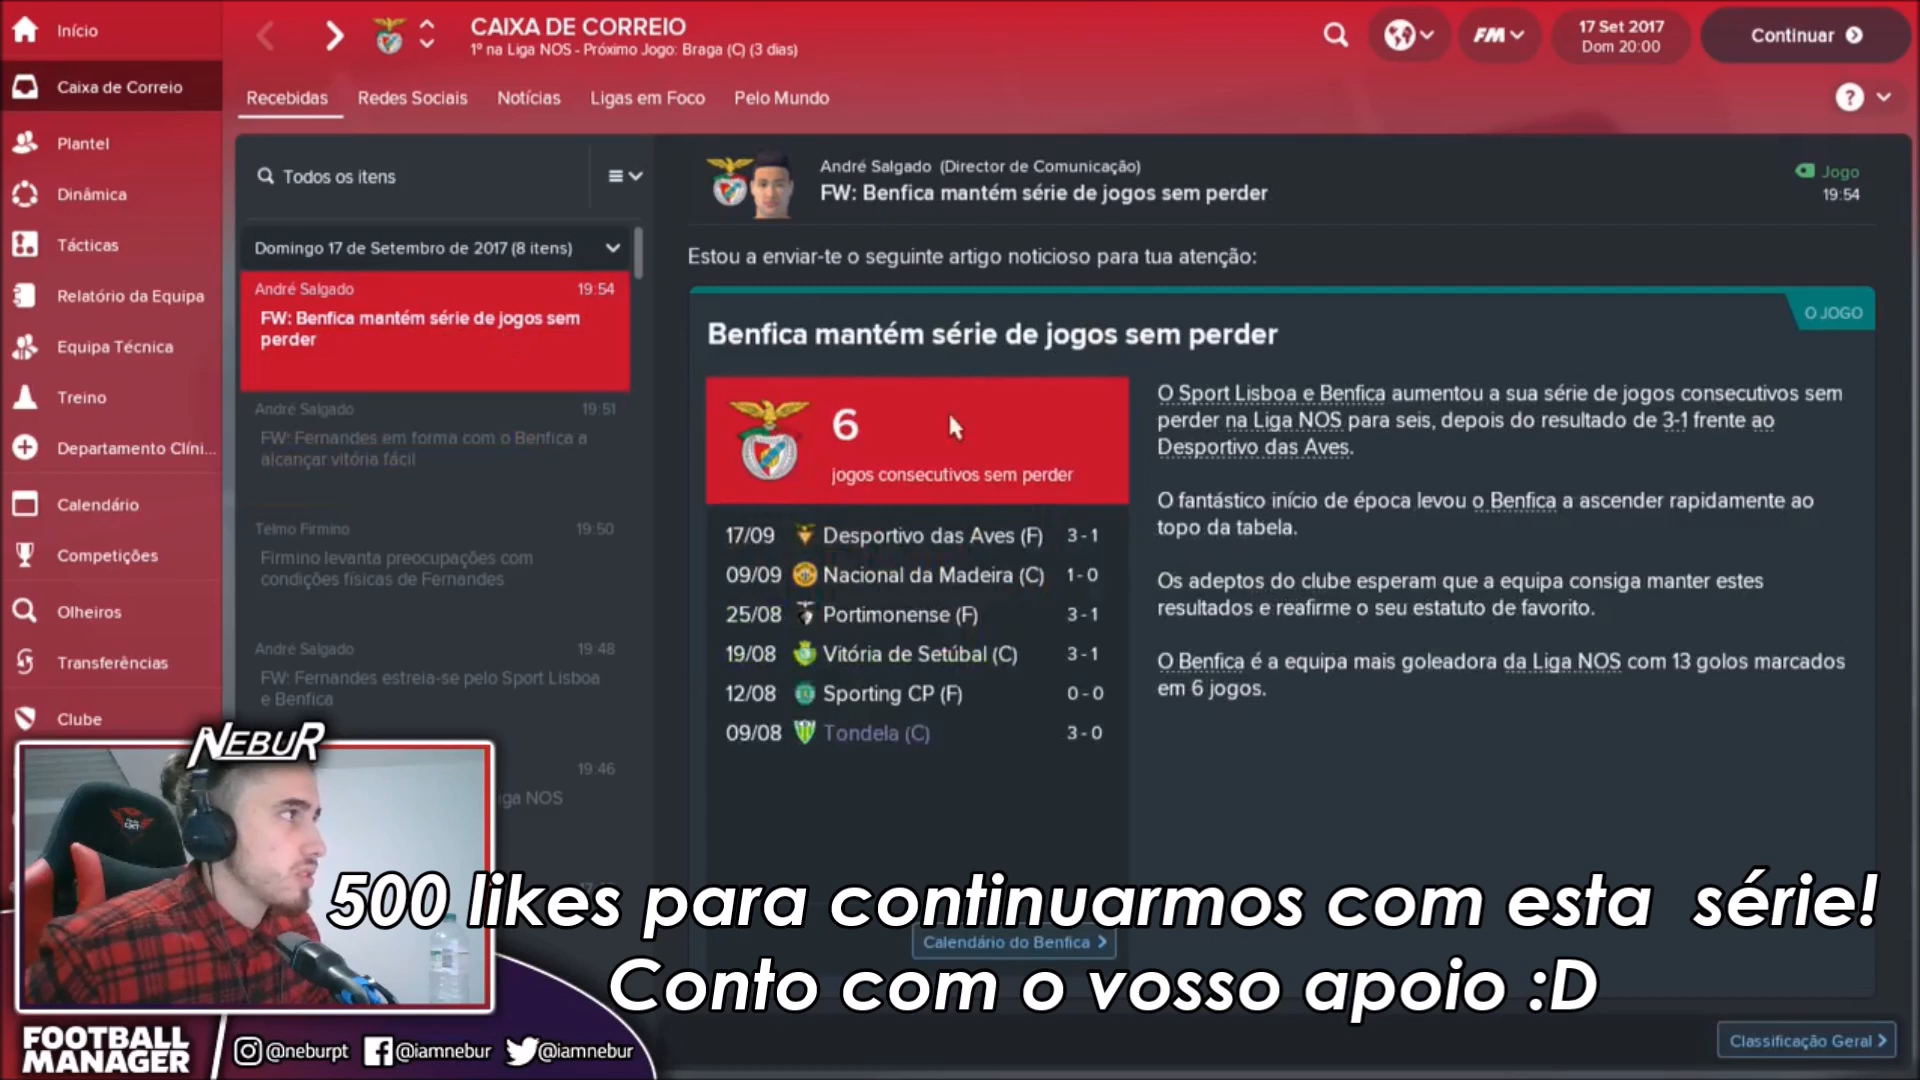 Início
Caixa de Correio
Plantel
Dinâmica
Tácticas
Relatório da Equipa
Equipa Técnica
Treino
Departamento Clíni...
Calendário
Competições
Olheiros
Transferências
Clube
CAIXA DE CORREIO
1º na Liga NOS - Próximo Jogo: Braga (C) (3 dias)
FM
17 Set 2017
Dom 20:00
Continuar
Recebidas
Redes Sociais
Notícias
Ligas em Foco
Pelo Mundo
?
Todos os itens
Domingo 17 de Setembro de 2017 (8 itens)
André Salgado 19:54
FW: Benfica mantém série de jogos sem
perder
André Salgado 19:51
FW: Fernandes em forma com o Benfica a
alcançar vitória fácil
Telmo Firmino 19:50
Firmino levanta preocupações com
condições físicas de Fernandes
André Salgado 19:48
FW: Fernandes estreia-se pelo Sport Lisboa
e Benfica
19:46
NOS
André Salgado (Director de Comunicação)
FW: Benfica mantém série de jogos sem perder
Jogo
19:54
Estou a enviar-te o seguinte artigo noticioso para tua atenção:
O JOGO
Benfica mantém série de jogos sem perder
6
jogos consecutivos sem perder
17/09 Desportivo das Aves (F) 3 - 1
09/09 Nacional da Madeira (C) 1 - 0
25/08 Portimonense (F) 3 - 1
19/08 Vitória de Setúbal (C) 3 - 1
12/08 Sporting CP (F) 0 - 0
09/08 Tondela (C) 3 - 0
O Sport Lisboa e Benfica aumentou a sua série de jogos consecutivos sem
perder na Liga NOS para seis, depois do resultado de 3-1 frente ao
Desportivo das Aves.
O fantástico início de época levou o Benfica a ascender rapidamente ao
topo da tabela.
Os adeptos do clube esperam que a equipa consiga manter estes
resultados e reafirme o seu estatuto de favorito.
O Benfica é a equipa mais goleadora da Liga NOS com 13 golos marcados
em 6 jogos.
Calendário do Benfica
Classificação Geral
NEBUR
500 likes para continuarmos com esta série!
Conto com o vosso apoio :D
FOOTBALL
MANAGER
@neburpt
@iamnebur
@iamnebur